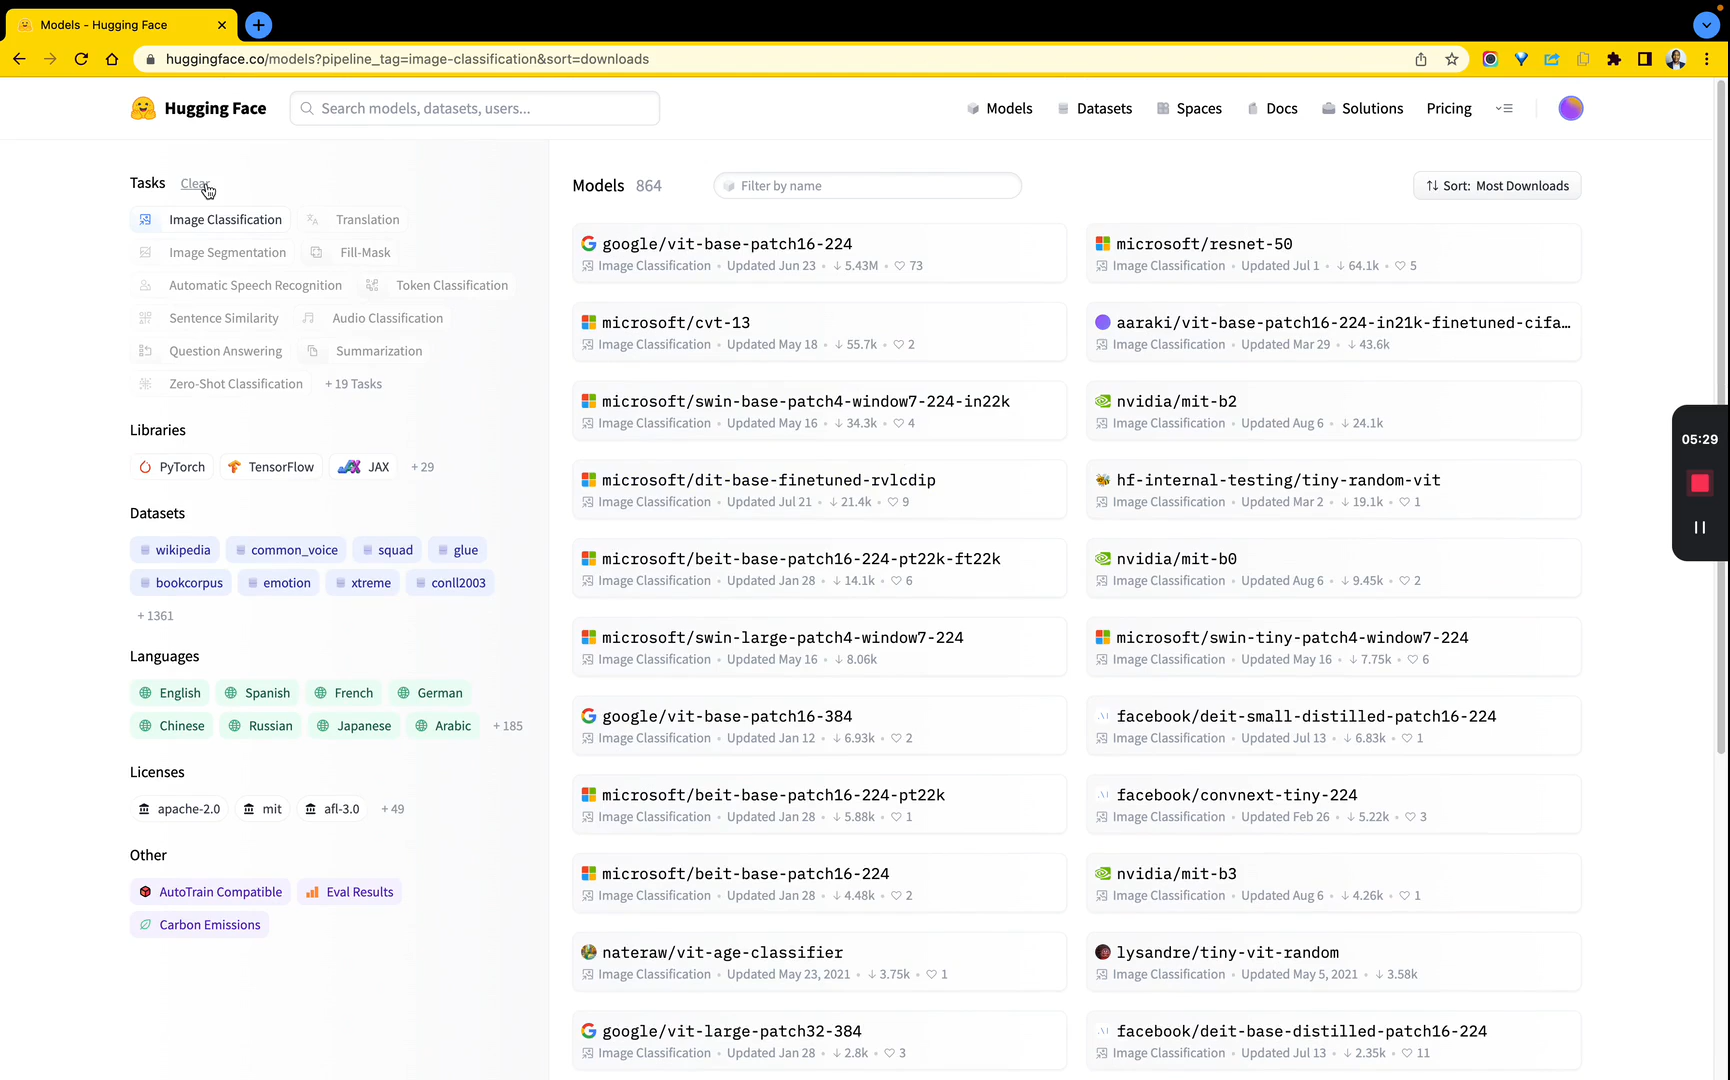 Models - Hugging Face
huggingface.co/models?pipeline_tag=image-classification&sort=downloads
Hugging Face
Search models, datasets, users...
Models
Datasets
Spaces
Docs
Solutions
Pricing
Tasks Clear
Image Classification Translation
Image Segmentation Fill-Mask
Automatic Speech Recognition Token Classification
Sentence Similarity Audio Classification
Question Answering Summarization
Zero-Shot Classification + 19 Tasks
Libraries
PyTorch TensorFlow JAX + 29
Datasets
wikipedia common_voice squad glue
bookcorpus emotion xtreme conll2003
+ 1361
Languages
English Spanish French German
Chinese Russian Japanese Arabic + 185
Licenses
apache-2.0 mit afl-3.0 + 49
Other
AutoTrain Compatible Eval Results
Carbon Emissions
Models 864
Filter by name
Sort: Most Downloads
google/vit-base-patch16-224
Image Classification • Updated Jun 23 • ↓ 5.43M • ♡ 73
microsoft/resnet-50
Image Classification • Updated Jul 1 • ↓ 64.1k • ♡ 5
microsoft/cvt-13
Image Classification • Updated May 18 • ↓ 55.7k • ♡ 2
aaraki/vit-base-patch16-224-in21k-finetuned-cifa…
Image Classification • Updated Mar 29 • ↓ 43.6k
microsoft/swin-base-patch4-window7-224-in22k
Image Classification • Updated May 16 • ↓ 34.3k • ♡ 4
nvidia/mit-b2
Image Classification • Updated Aug 6 • ↓ 24.1k
microsoft/dit-base-finetuned-rvlcdip
Image Classification • Updated Jul 21 • ↓ 21.4k • ♡ 9
hf-internal-testing/tiny-random-vit
Image Classification • Updated Mar 2 • ↓ 19.1k • ♡ 1
microsoft/beit-base-patch16-224-pt22k-ft22k
Image Classification • Updated Jan 28 • ↓ 14.1k • ♡ 6
nvidia/mit-b0
Image Classification • Updated Aug 6 • ↓ 9.45k • ♡ 2
microsoft/swin-large-patch4-window7-224
Image Classification • Updated May 16 • ↓ 8.06k
microsoft/swin-tiny-patch4-window7-224
Image Classification • Updated May 16 • ↓ 7.75k • ♡ 6
google/vit-base-patch16-384
Image Classification • Updated Jan 12 • ↓ 6.93k • ♡ 2
facebook/deit-small-distilled-patch16-224
Image Classification • Updated Jul 13 • ↓ 6.83k • ♡ 1
microsoft/beit-base-patch16-224-pt22k
Image Classification • Updated Jan 28 • ↓ 5.88k • ♡ 1
facebook/convnext-tiny-224
Image Classification • Updated Feb 26 • ↓ 5.22k • ♡ 3
microsoft/beit-base-patch16-224
Image Classification • Updated Jan 28 • ↓ 4.48k • ♡ 2
nvidia/mit-b3
Image Classification • Updated Aug 6 • ↓ 4.26k • ♡ 1
nateraw/vit-age-classifier
Image Classification • Updated May 23, 2021 • ↓ 3.75k • ♡ 1
lysandre/tiny-vit-random
Image Classification • Updated May 5, 2021 • ↓ 3.58k
google/vit-large-patch32-384
Image Classification • Updated Jan 28 • ↓ 2.8k • ♡ 3
facebook/deit-base-distilled-patch16-224
Image Classification • Updated Jul 13 • ↓ 2.35k • ♡ 11
05:29